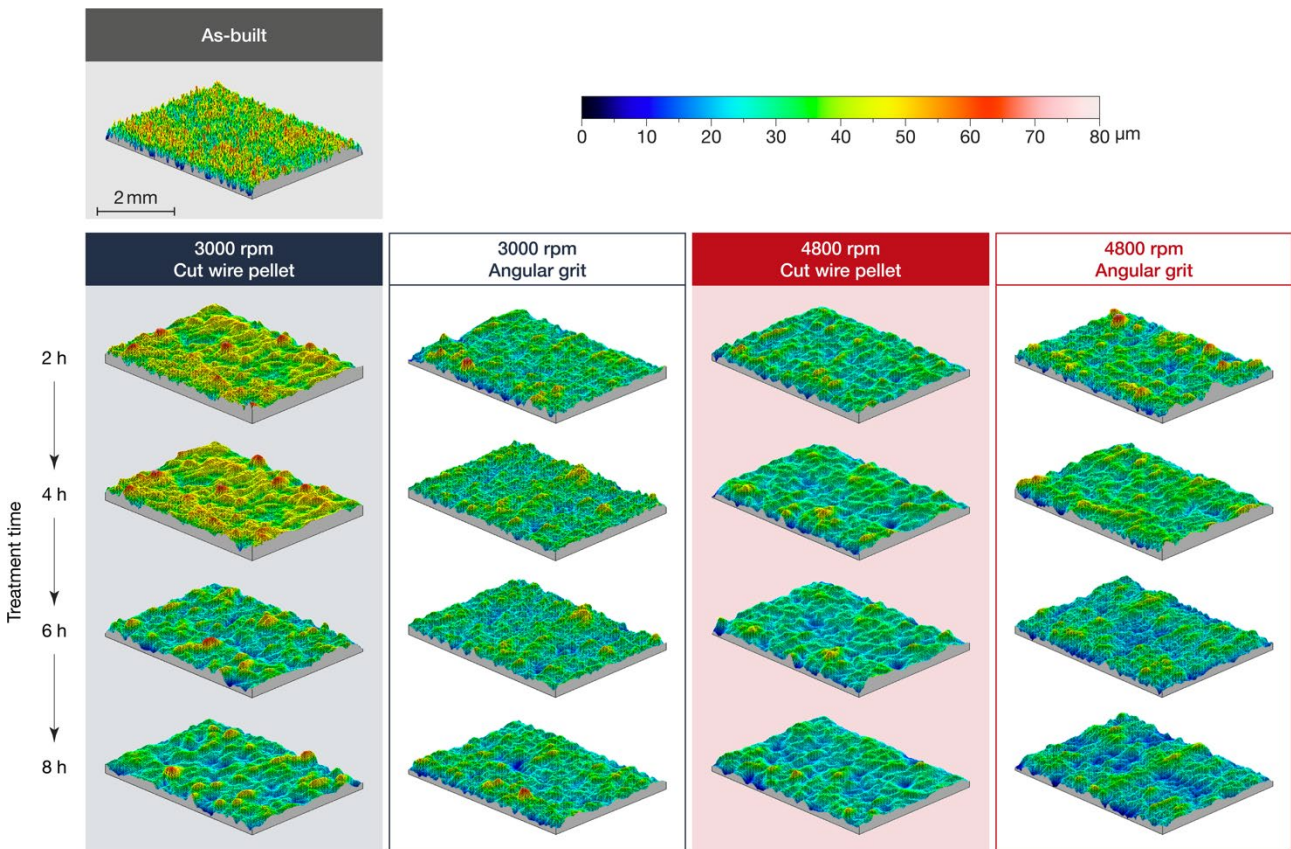 As-built
2 mm
0 10 20 30 40 50 60 70 80 µm
3000 rpm
Cut wire pellet
3000 rpm
Angular grit
4800 rpm
Cut wire pellet
4800 rpm
Angular grit
Treatment time
2 h
4 h
6 h
8 h